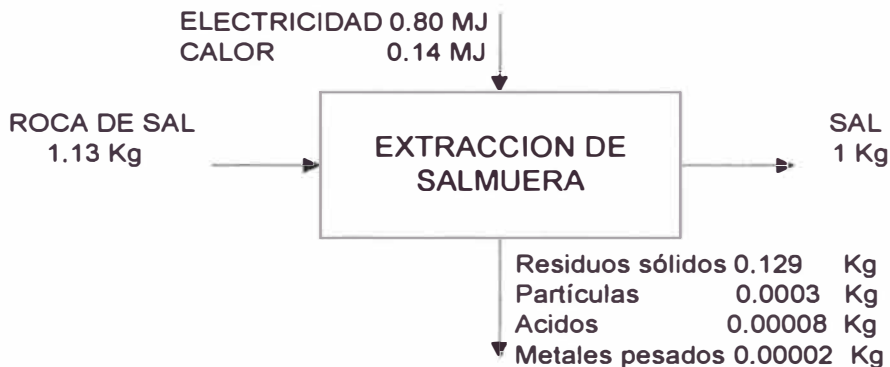 ELECTRICIDAD 0.80 MJ
CALOR 0.14 MJ
ROCA DE SAL
1.13 Kg
EXTRACCION DE
SALMUERA
SAL
1 Kg
Residuos sólidos 0.129 Kg
Partículas 0.0003 Kg
Acidos 0.00008 Kg
Metales pesados 0.00002 Kg